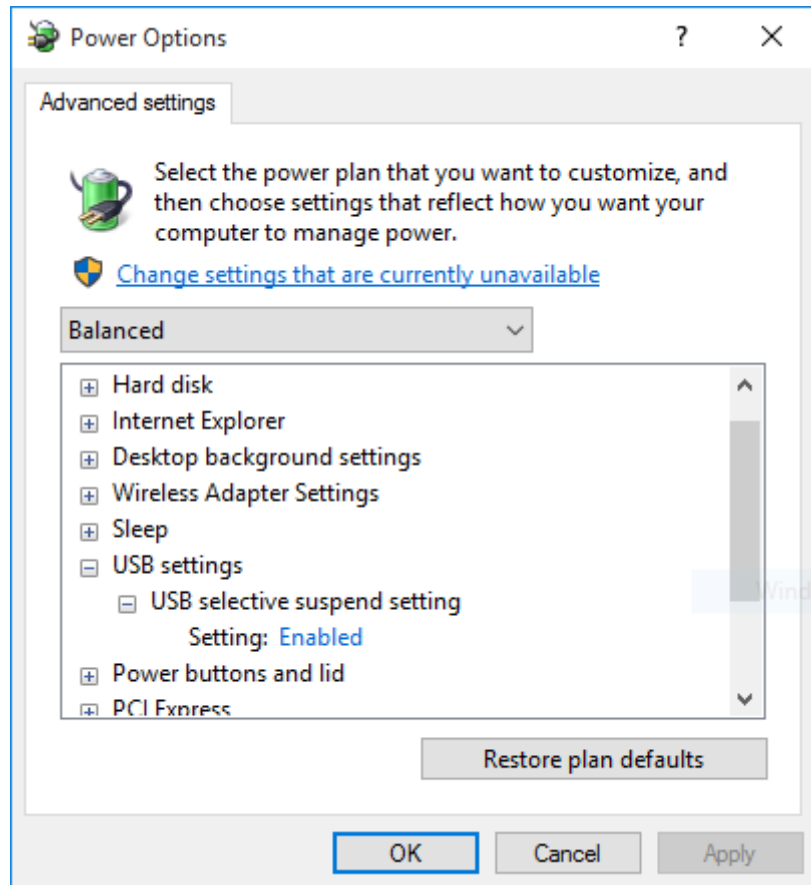 Power Options
Advanced settings
Select the power plan that you want to customize, and
then choose settings that reflect how you want your
computer to manage power.
Change settings that are currently unavailable
Balanced
Hard disk
Internet Explorer
Desktop background settings
Wireless Adapter Settings
Sleep
USB settings
USB selective suspend setting
Wind
Setting: Enabled
Power buttons and lid
PCI Express
Restore plan defaults
OK Cancel Apply